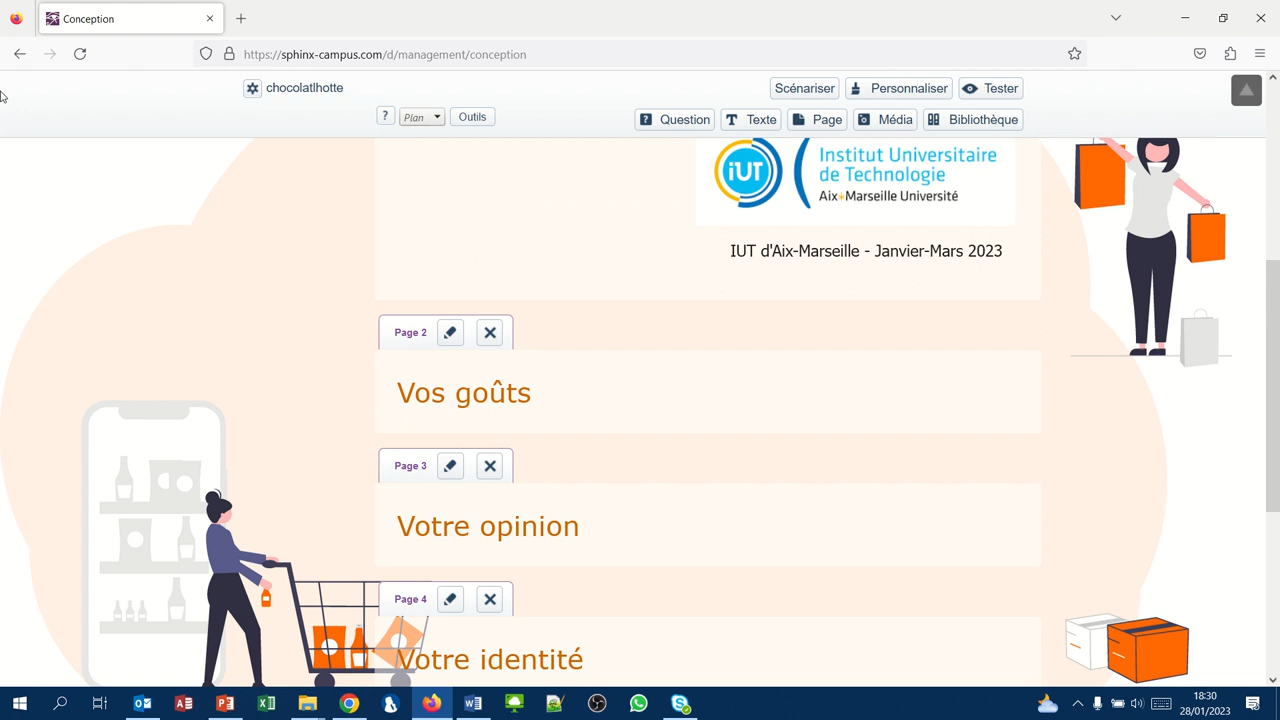 Conception
https://sphinx-campus.com/d/management/conception
chocolatlhotte
Scénariser
Personnaliser
Tester
?
Plan
Outils
Question
Texte
Page
Média
Bibliothèque
iUT
Institut Universitaire
de Technologie
Aix*Marseille Université
IUT d'Aix-Marseille - Janvier-Mars 2023
Page 2
Vos goûts
Page 3
Votre opinion
Page 4
Votre identité
18:30
28/01/2023